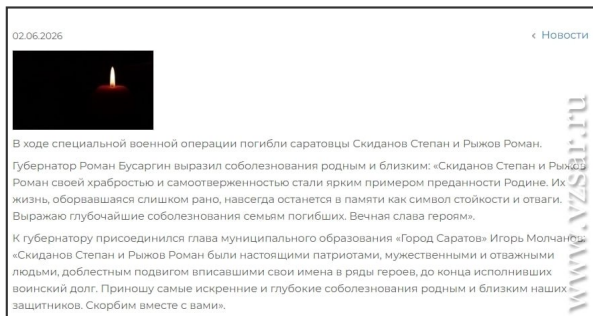 02.06.2026
‹ Новости
В ходе специальной военной операции погибли саратовцы Скиданов Степан и Рыжов Роман.
Губернатор Роман Бусаргин выразил соболезнования родным и близким: «Скиданов Степан и Рыжов
Роман своей храбростью и самоотверженностью стали ярким примером преданности Родине. Их
жизнь, оборвавшаяся слишком рано, навсегда останется в памяти как символ стойкости и отваги.
Выражаю глубочайшие соболезнования семьям погибших. Вечная слава героям».
К губернатору присоединился глава муниципального образования «Город Саратов» Игорь Молчанов:
«Скиданов Степан и Рыжов Роман были настоящими патриотами, мужественными и отважными
людьми, доблестным подвигом вписавшими свои имена в ряды героев, до конца исполнивших
воинский долг. Приношу самые искренние и глубокие соболезнования родным и близким наших
защитников. Скорбим вместе с вами».
www.vzsar.ru